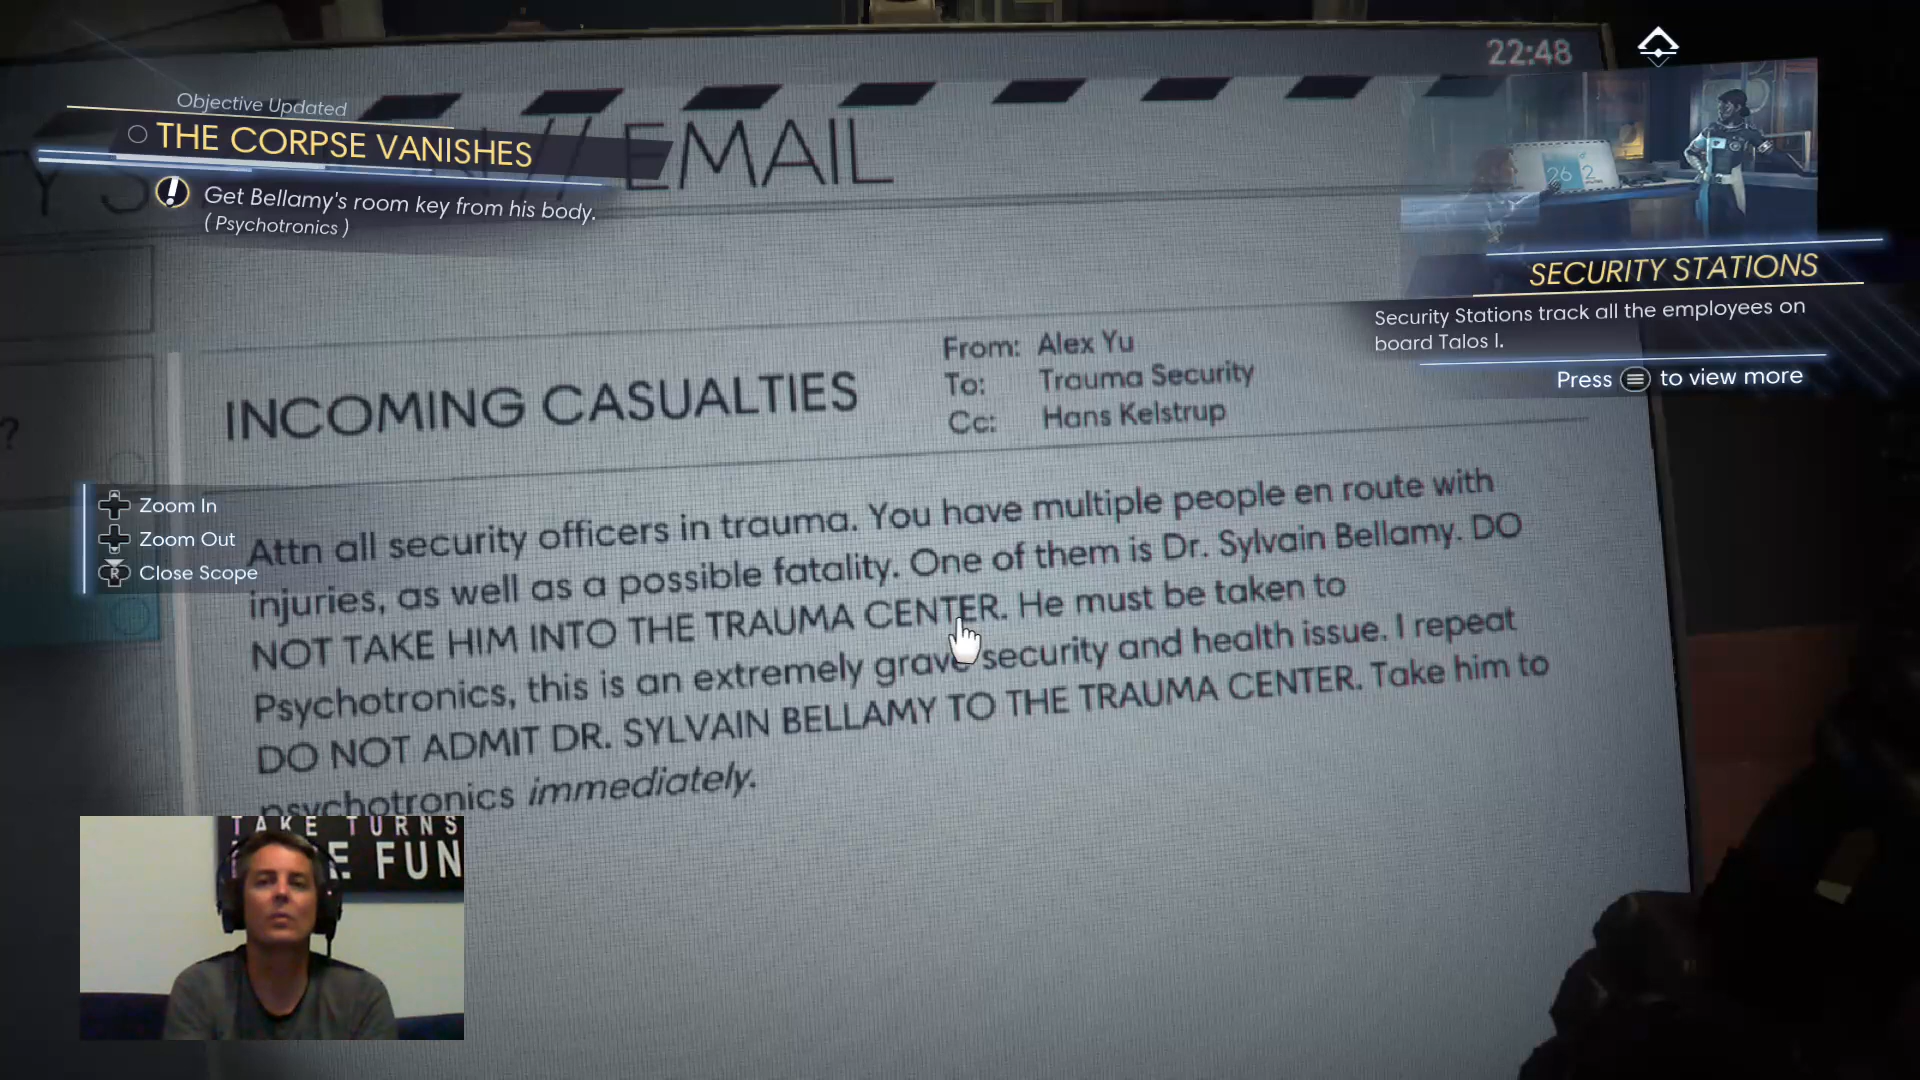 22:48
Objective Updated
THE CORPSE VANISHES
EMAIL
Get Bellamy's room key from his body.
( Psychotronics )
26 2
SECURITY STATIONS
Security Stations track all the employees on
board Talos I.
Press to view more
INCOMING CASUALTIES
From: Alex Yu
To: Trauma Security
Cc: Hans Kelstrup
?
Zoom In
Zoom Out
R Close Scope
Attn all security officers in trauma. You have multiple people en route with
injuries, as well as a possible fatality. One of them is Dr. Sylvain Bellamy. DO
NOT TAKE HIM INTO THE TRAUMA CENTER. He must be taken to
Psychotronics, this is an extremely grave security and health issue. I repeat
DO NOT ADMIT DR. SYLVAIN BELLAMY TO THE TRAUMA CENTER. Take him to
psychotronics immediately.
TAKE TURNS
FUN